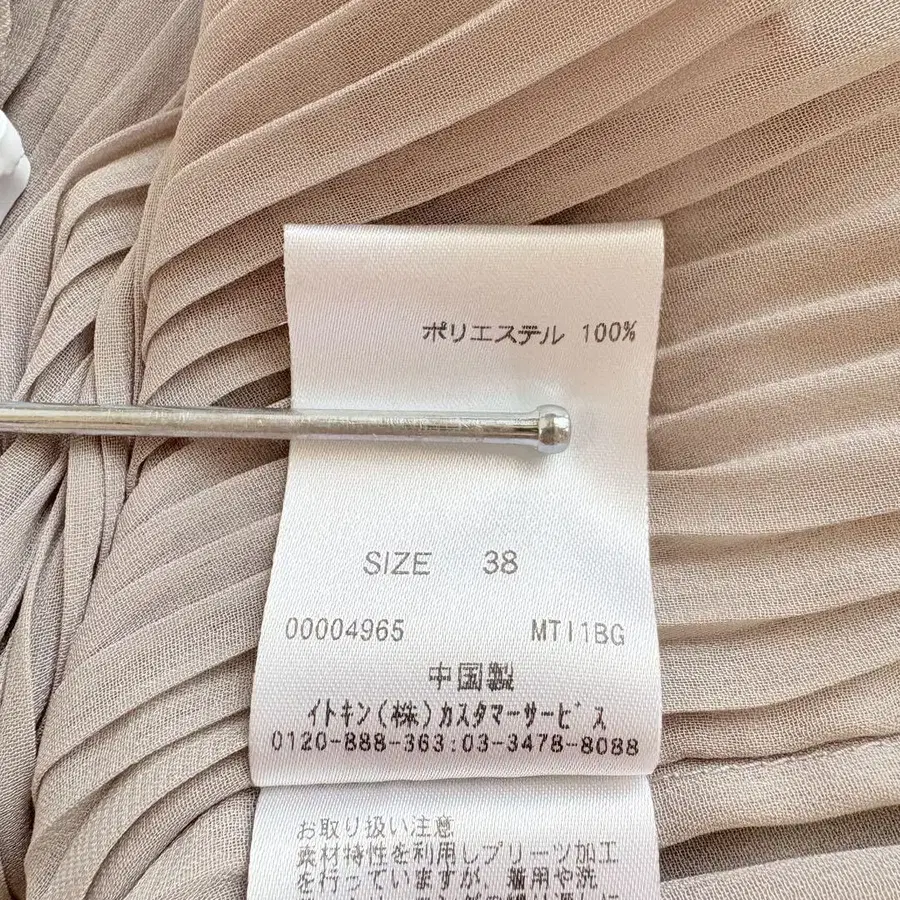 ポリエステル 100%
SIZE 38
00004965 MTI1BG
中国製
イトキン(株)カスタマーサービス
0120-888-363:03-3478-8088
お取り扱い注意
素材特性を利用しプリーツ加工
を行っていますが、着用や洗